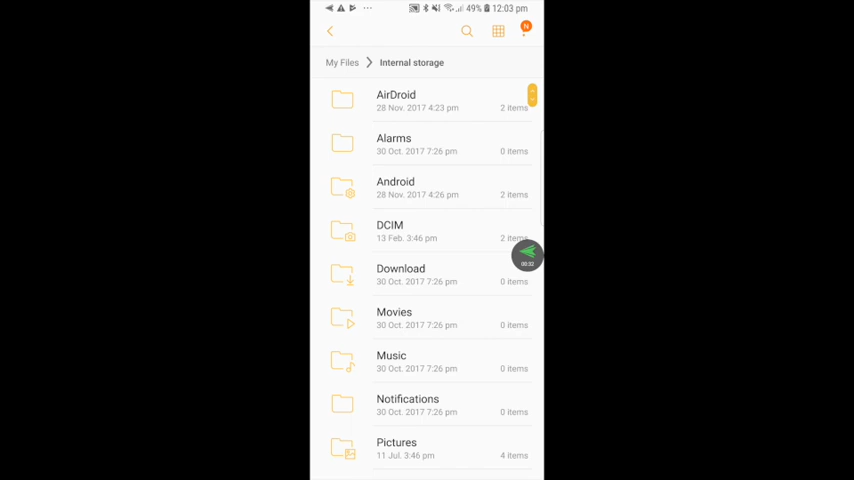 49% 12:03 pm
N
My Files > Internal storage
AirDroid
28 Nov. 2017 4:23 pm 2 items
Alarms
30 Oct. 2017 7:26 pm 0 items
Android
28 Nov. 2017 4:26 pm 2 items
DCIM
13 Feb. 3:46 pm 2 items
00:02
Download
30 Oct. 2017 7:26 pm 0 items
Movies
30 Oct. 2017 7:26 pm 0 items
Music
30 Oct. 2017 7:26 pm 0 items
Notifications
30 Oct. 2017 7:26 pm 0 items
Pictures
11 Jul. 3:46 pm 4 items